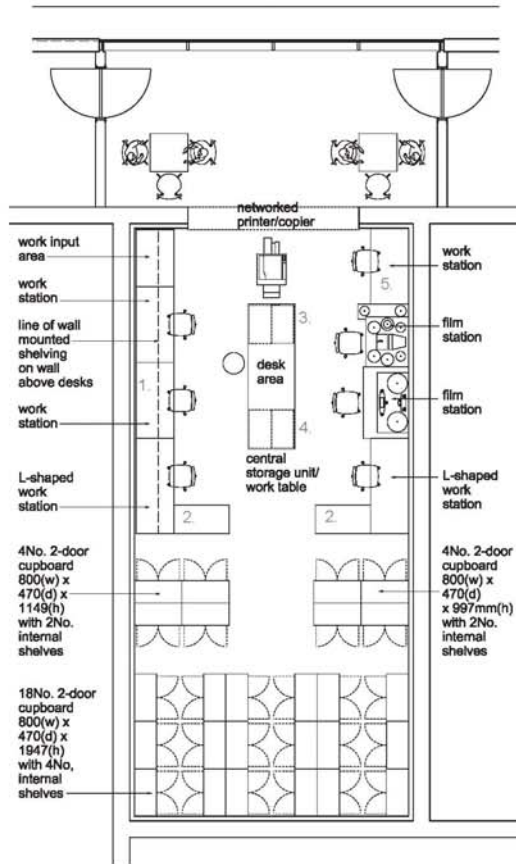 networked
printer/copier
work input
area
work
station
line of wall
mounted
shelving
on wall
above desks
work
station
L-shaped
work
station
4No. 2-door
cupboard
800(w) x
470(d) x
1149(h)
with 2No.
internal
shelves
18No. 2-door
cupboard
800(w) x
470(d) x
1947(h)
with 4No,
internal
shelves
1.
2.
3.
desk
area
4.
central
storage unit/
work table
5.
2.
work
station
film
station
film
station
L-shaped
work
station
4No. 2-door
cupboard
800(w) x
470(d)
x 997mm(h)
with 2No.
internal
shelves